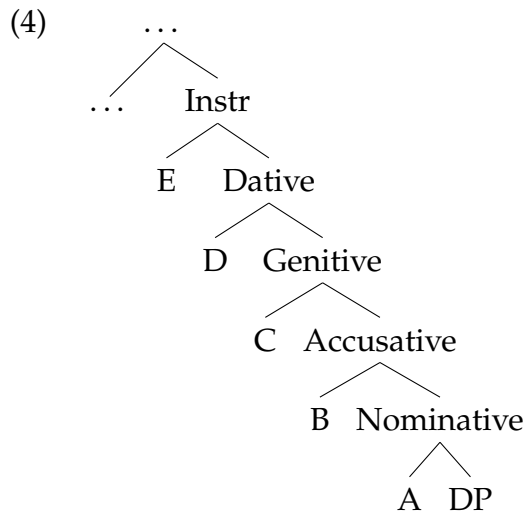 (4) ...
... Instr
E Dative
D Genitive
C Accusative
B Nominative
A DP